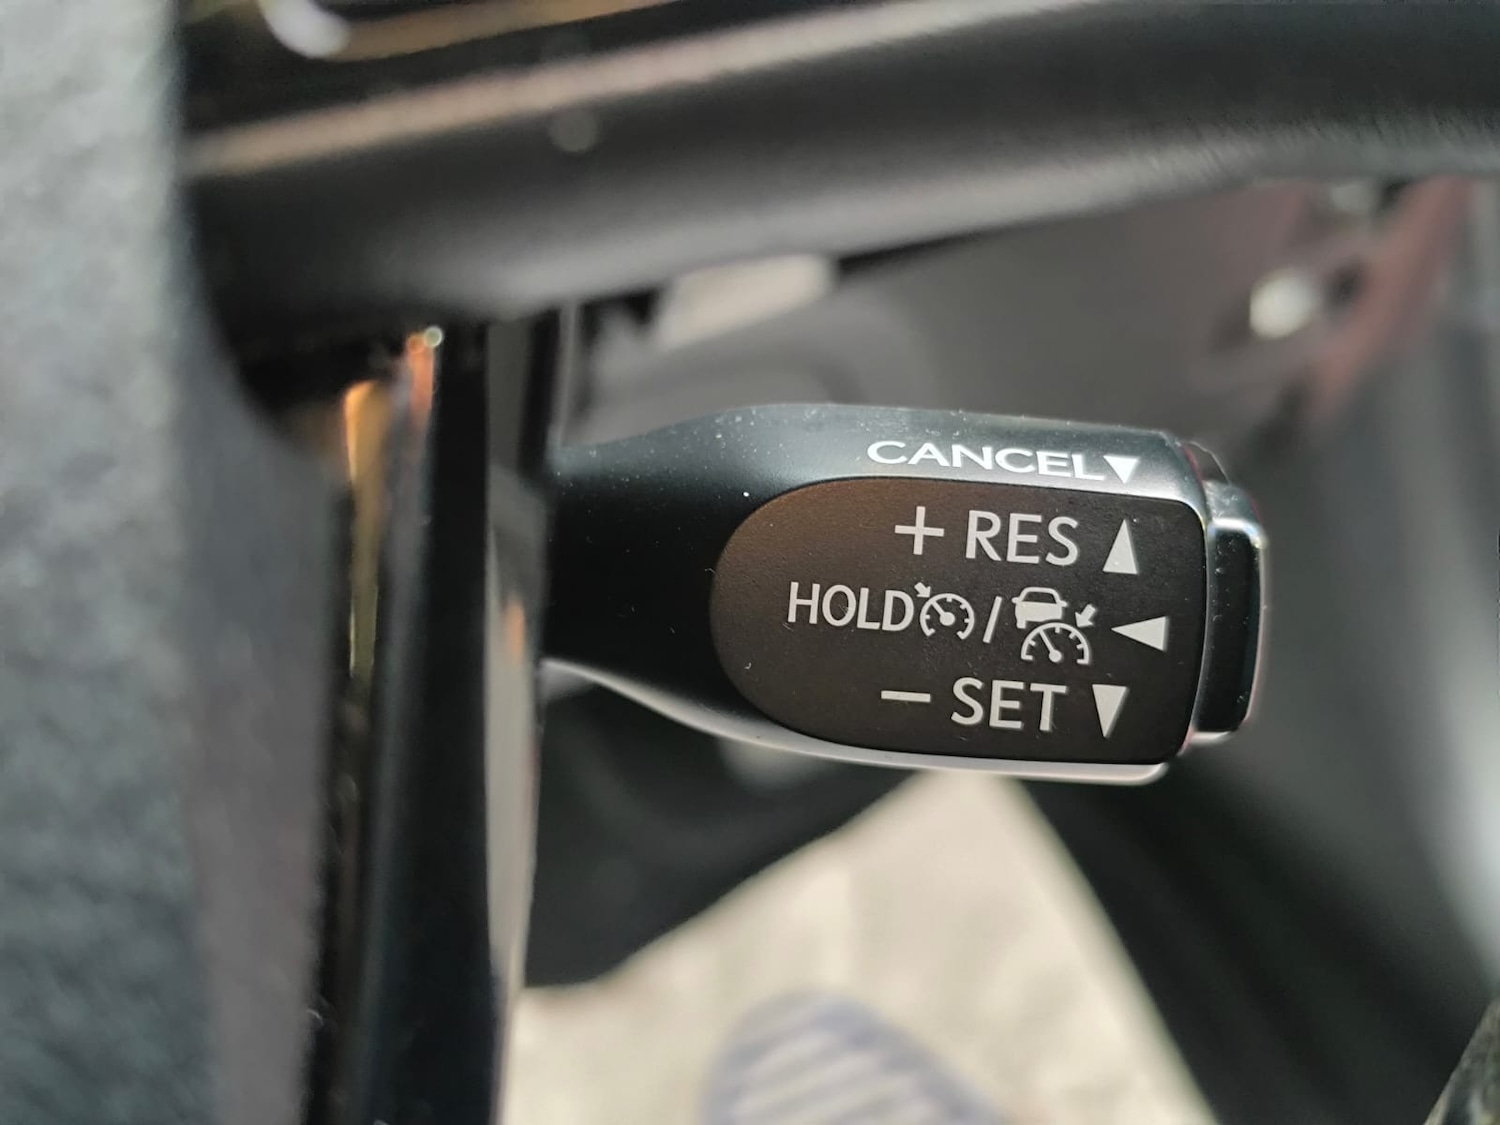 CANCEL▼
+ RES ▲
HOLD / ◀
− SET ▼